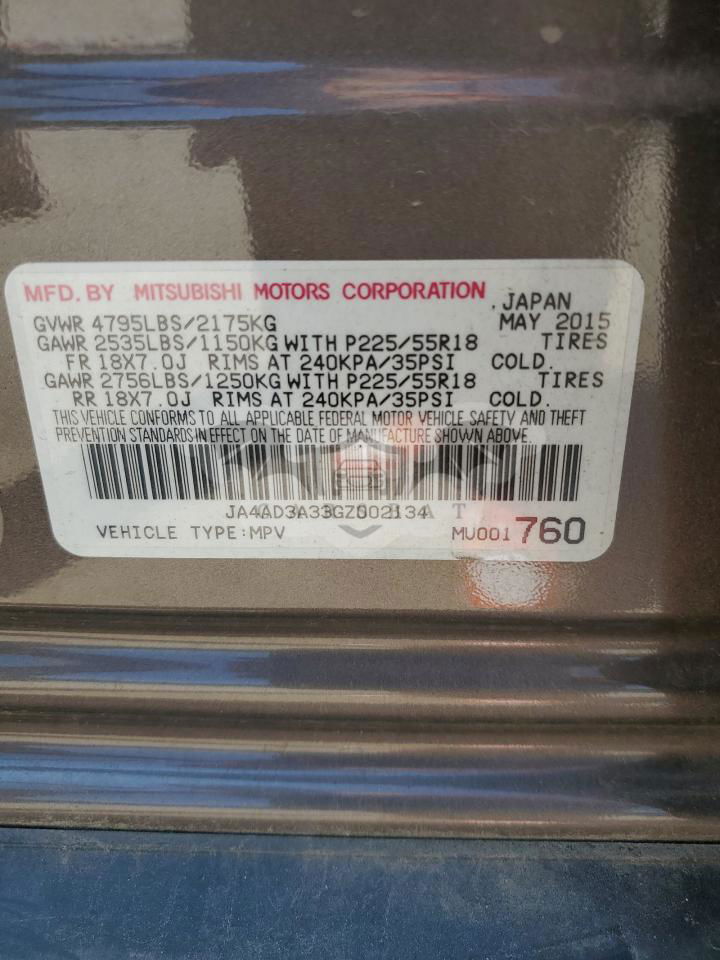 MFD. BY MITSUBISHI MOTORS CORPORATION . JAPAN
GVWR 4795LBS/2175KG MAY 2015
GAWR 2535LBS/1150KG WITH P225/55R18 TIRES
FR 18X7.0J RIMS AT 240KPA/35PSI COLD.
GAWR 2756LBS/1250KG WITH P225/55R18 TIRES
RR 18X7.0J RIMS AT 240KPA/35PSI COLD.
THIS VEHICLE CONFORMS TO ALL APPLICABLE FEDERAL MOTOR VEHICLE SAFETY AND THEFT
PREVENTION STANDARDS IN EFFECT ON THE DATE OF MANUFACTURE SHOWN ABOVE.
JA4AD3A33GZ002134
VEHICLE TYPE:MPV MU001760